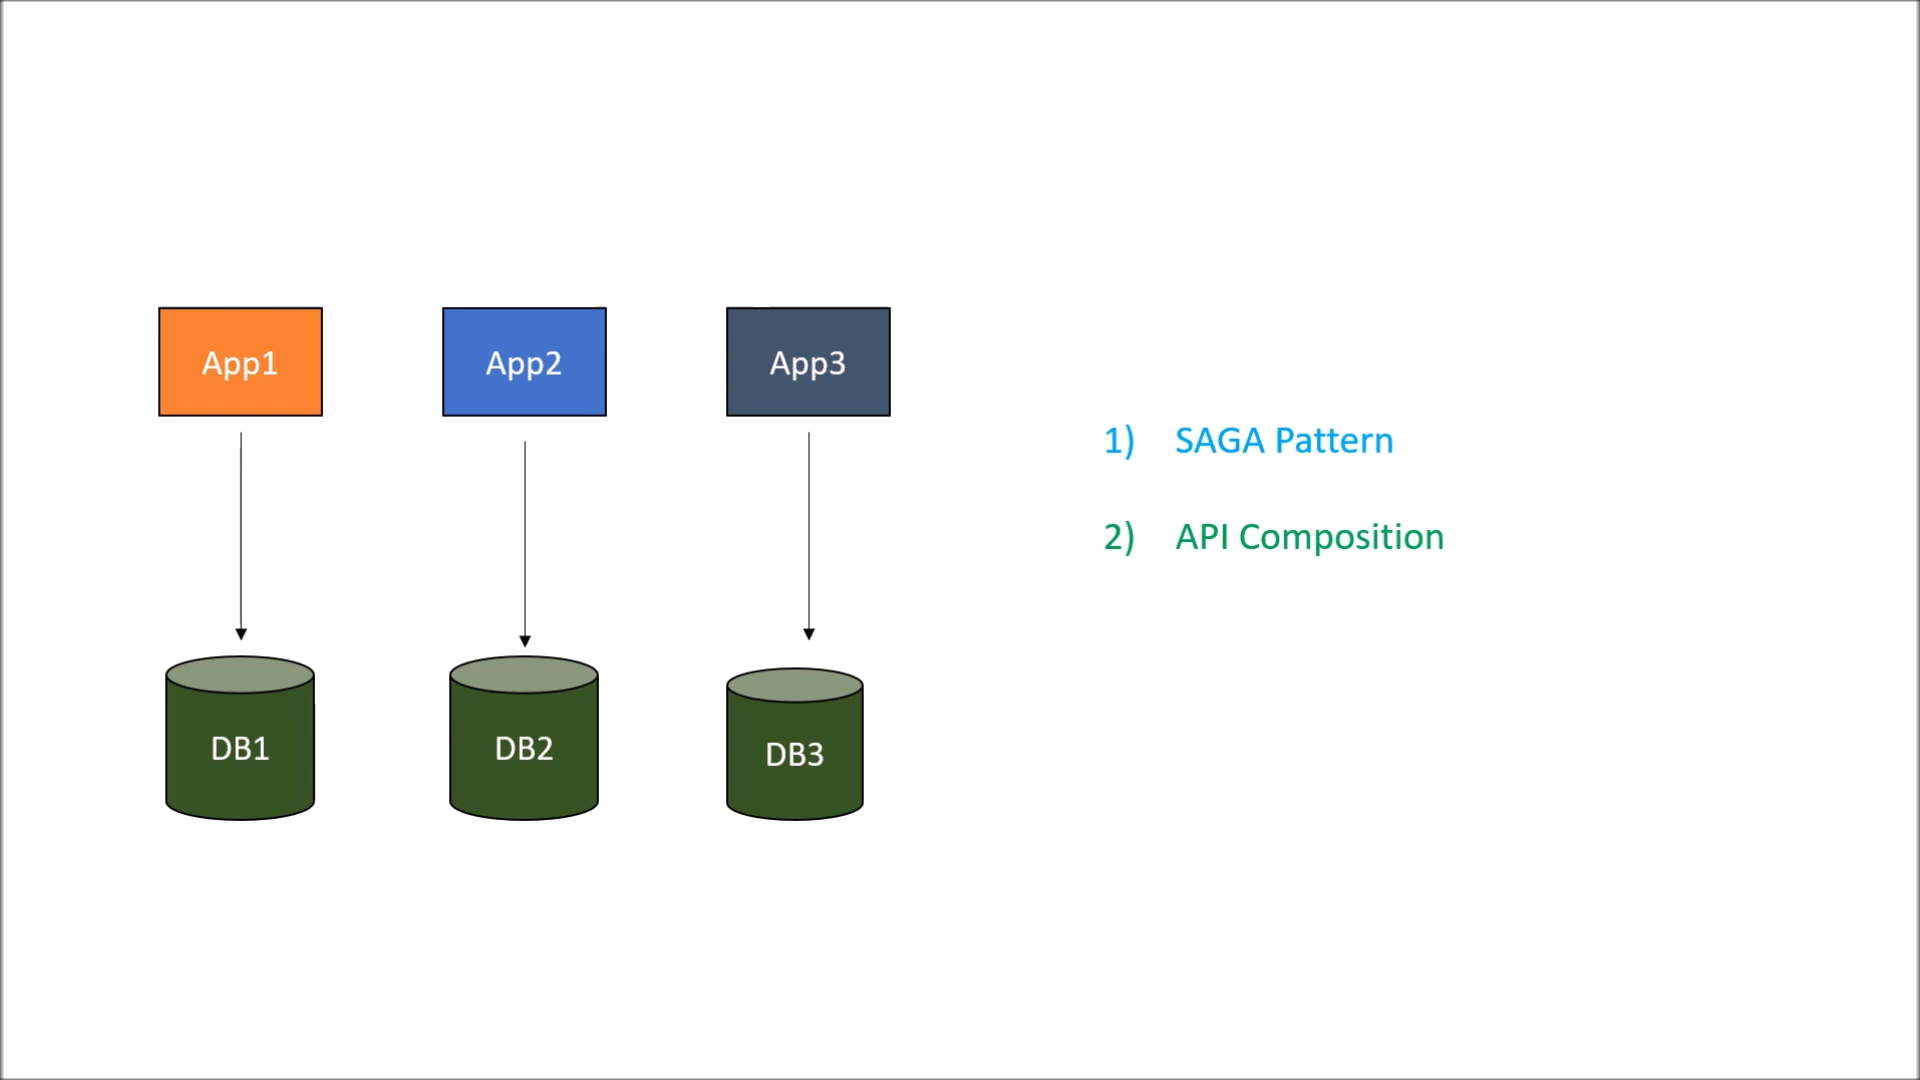 App1
App2
App3
DB1
DB2
DB3
1) SAGA Pattern
2) API Composition